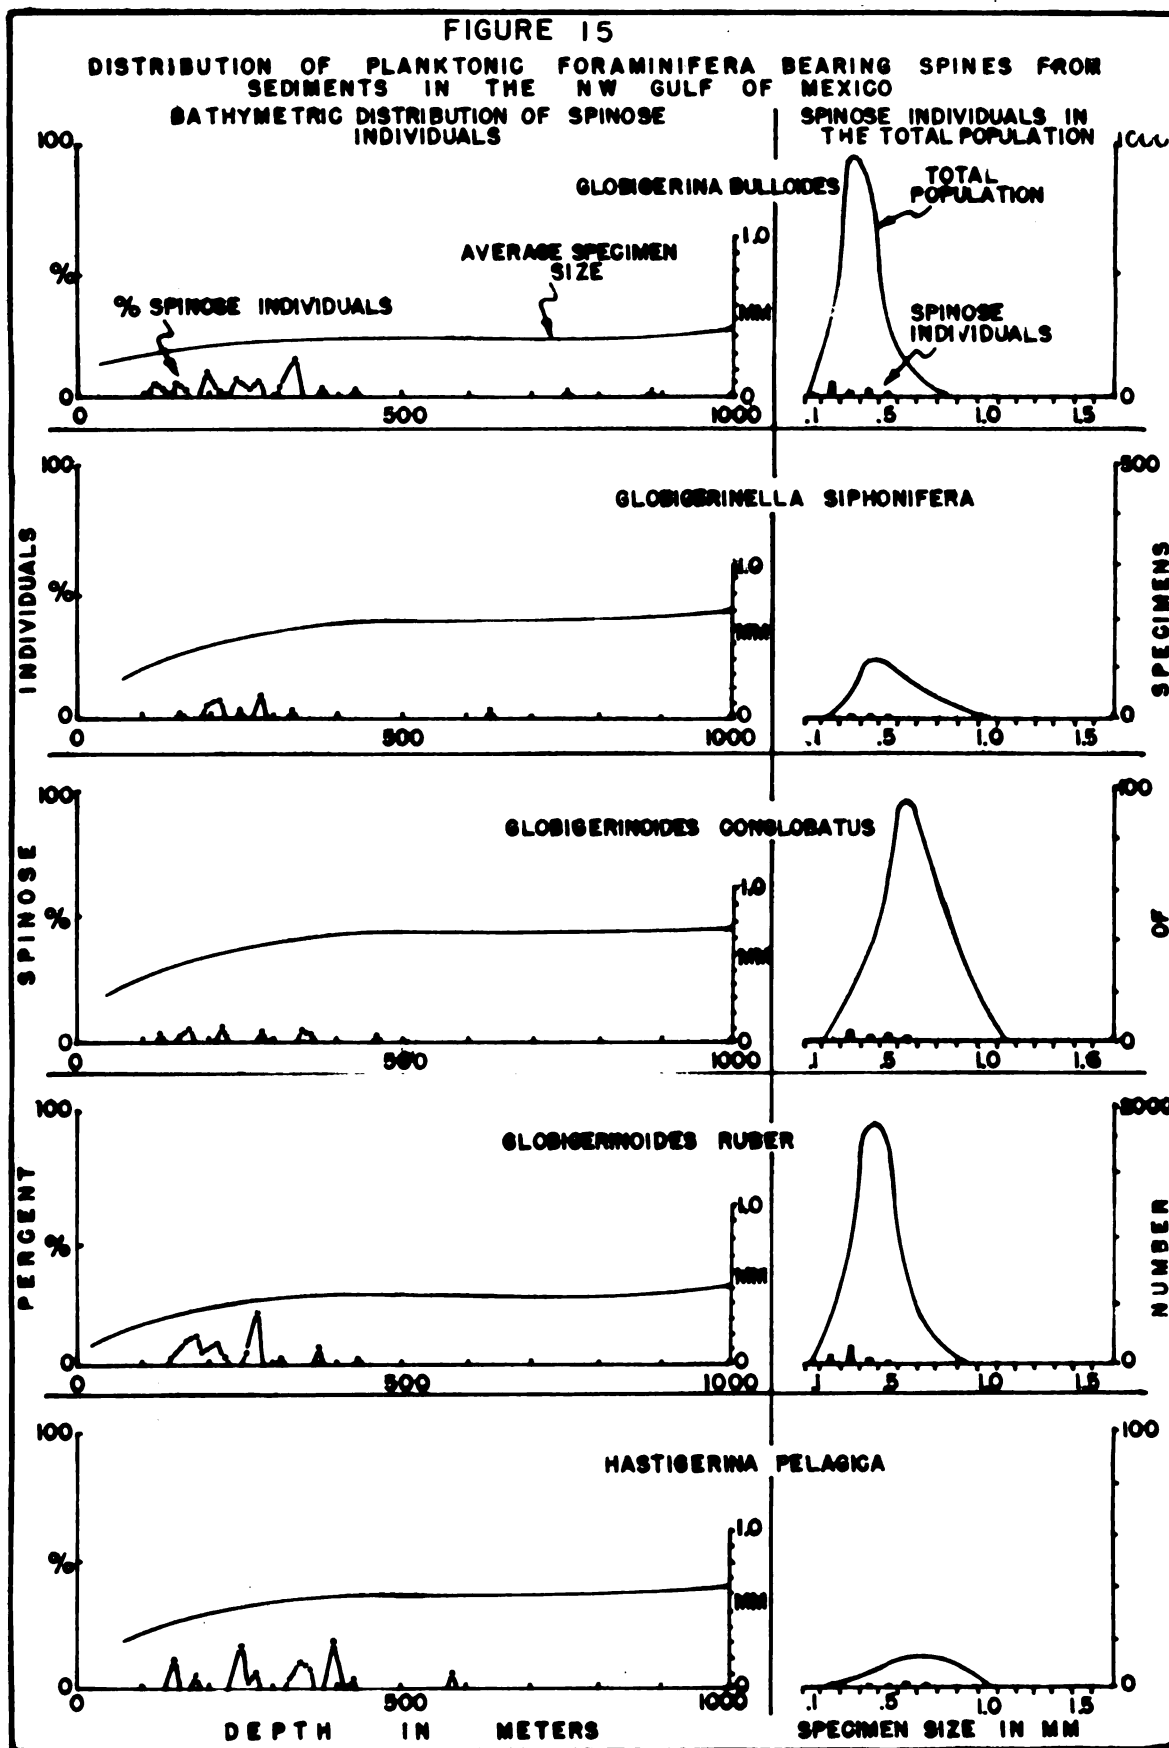 FIGURE 15
DISTRIBUTION OF PLANKTONIC FORAMINIFERA BEARING SPINES FROM
SEDIMENTS IN THE NW GULF OF MEXICO
BATHYMETRIC DISTRIBUTION OF SPINOSE
INDIVIDUALS
SPINOSE INDIVIDUALS IN
THE TOTAL POPULATION
PERCENT SPINOSE INDIVIDUALS
NUMBER OF SPECIMENS
GLOBIGERINA BULLOIDES
100
%
0
AVERAGE SPECIMEN
SIZE
% SPINOSE INDIVIDUALS
1.0
MM
0
0 500 1000
TOTAL
POPULATION
SPINOSE
INDIVIDUALS
0
.1 .5 1.0 1.5
GLOBIGERINELLA SIPHONIFERA
100
%
0
1.0
MM
0
0 500 1000
500
0
.1 .5 1.0 1.5
GLOBIGERINOIDES CONGLOBATUS
100
%
0
1.0
MM
0
0 500 1000
100
0
.1 .5 1.0 1.6
GLOBIGERINOIDES RUBER
100
%
0
1.0
MM
0
0 500 1000
0
.1 .5 1.0 1.5
HASTIGERINA PELAGICA
100
%
0
1.0
MM
0
0 500 1000
100
0
.1 .5 1.0 1.5
DEPTH IN METERS
SPECIMEN SIZE IN MM